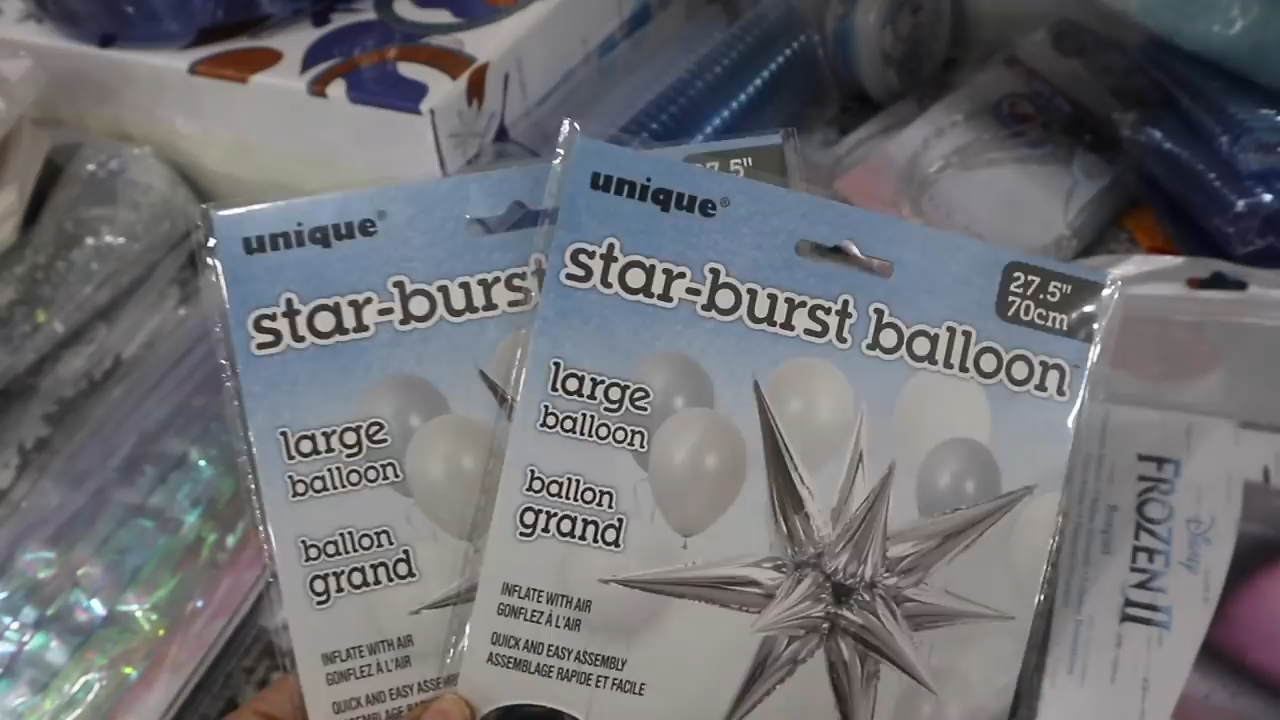 unique®
star-burst
large
balloon
ballon
grand
INFLATE WITH AIR
GONFLEZ À L'AIR
QUICK AND EASY
7.5"
unique®
star-burst balloon
27.5"
70cm
large
balloon
ballon
grand
INFLATE WITH AIR
GONFLEZ À L'AIR
QUICK AND EASY ASSEMBLY
ASSEMBLAGE RAPIDE ET FACILE
Disney
FROZEN II